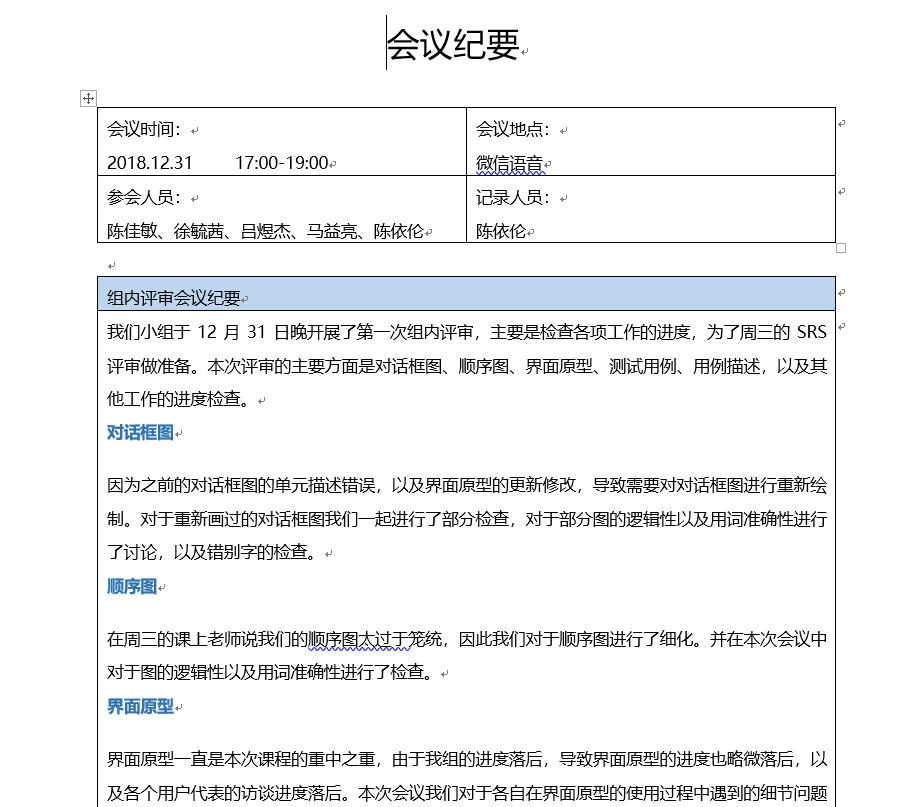 会议纪要
会议时间：
2018.12.31 17:00-19:00
会议地点：
微信语音
参会人员：
陈佳敏、徐毓茜、吕煜杰、马益亮、陈依伦
记录人员：
陈依伦
组内评审会议纪要
我们小组于 12 月 31 日晚开展了第一次组内评审，主要是检查各项工作的进度，为了周三的 SRS
评审做准备。本次评审的主要方面是对话框图、顺序图、界面原型、测试用例、用例描述，以及其
他工作的进度检查。
对话框图
因为之前的对话框图的单元描述错误，以及界面原型的更新修改，导致需要对对话框图进行重新绘
制。对于重新画过的对话框图我们一起进行了部分检查，对于部分图的逻辑性以及用词准确性进行
了讨论，以及错别字的检查。
顺序图
在周三的课上老师说我们的顺序图太过于笼统，因此我们对于顺序图进行了细化。并在本次会议中
对于图的逻辑性以及用词准确性进行了检查。
界面原型
界面原型一直是本次课程的重中之重，由于我组的进度落后，导致界面原型的进度也略微落后，以
及各个用户代表的访谈进度落后。本次会议我们对于各自在界面原型的使用过程中遇到的细节问题